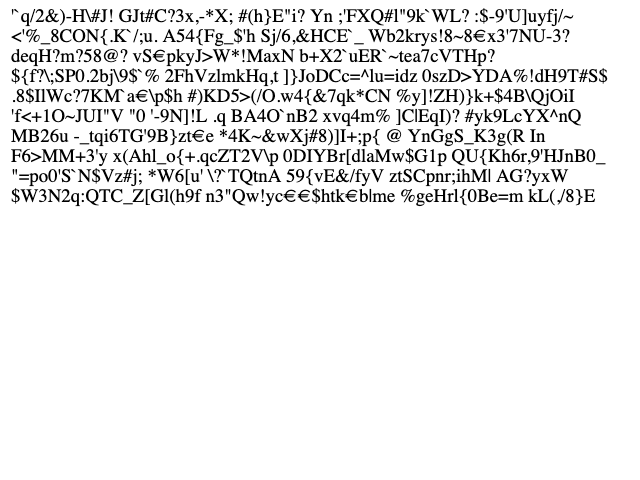 '`q/2&)-H\#J! GJt#C?3x,-*X; #(h}E"i? Yn ;'FXQ#l"9k`WL? :$-9'U]uyfj/~
<'%_8CON{.K`/;u. A54{Fg_$'h Sj/6,&HCE`_ Wb2krys!8~8€x3'7NU-3?
deqH?m?58@? vS€pkyJ>W*!MaxN b+X2`uER`~tea7cVTHp?
${f?\;SP0.2bj\9$`% 2FhVzlmkHq,t ]}JoDCc=^lu=idz 0szD>YDA%!dH9T#S$
.8$IlWc?7KM`a€\p$h #)KD5>(/O.w4{&7qk*CN %y]!ZH)}k+$4B\QjOiI
'f<+1O~JUI"V "0 '-9N]!L .q BA4O`nB2 xvq4m% ]C|EqI)? #yk9LcYX^nQ
MB26u -_tqi6TG'9B}zt€e *4K~&wXj#8)]I+;p{ @ YnGgS_K3g(R In
F6>MM+3'y x(Ahl_o{+.qcZT2V\p 0DIYBr[dlaMw$G1p QU{Kh6r,9'HJnB0_
"=po0'S`N$Vz#j; *W6[u' \?`TQtnA 59{vE&/fyV ztSCpnr;ihM| AG?yxW
$W3N2q:QTC_Z[Gl(h9f n3"Qw!yc€€$htk€b|me %geHrl{0Be=m kL(,/8}E